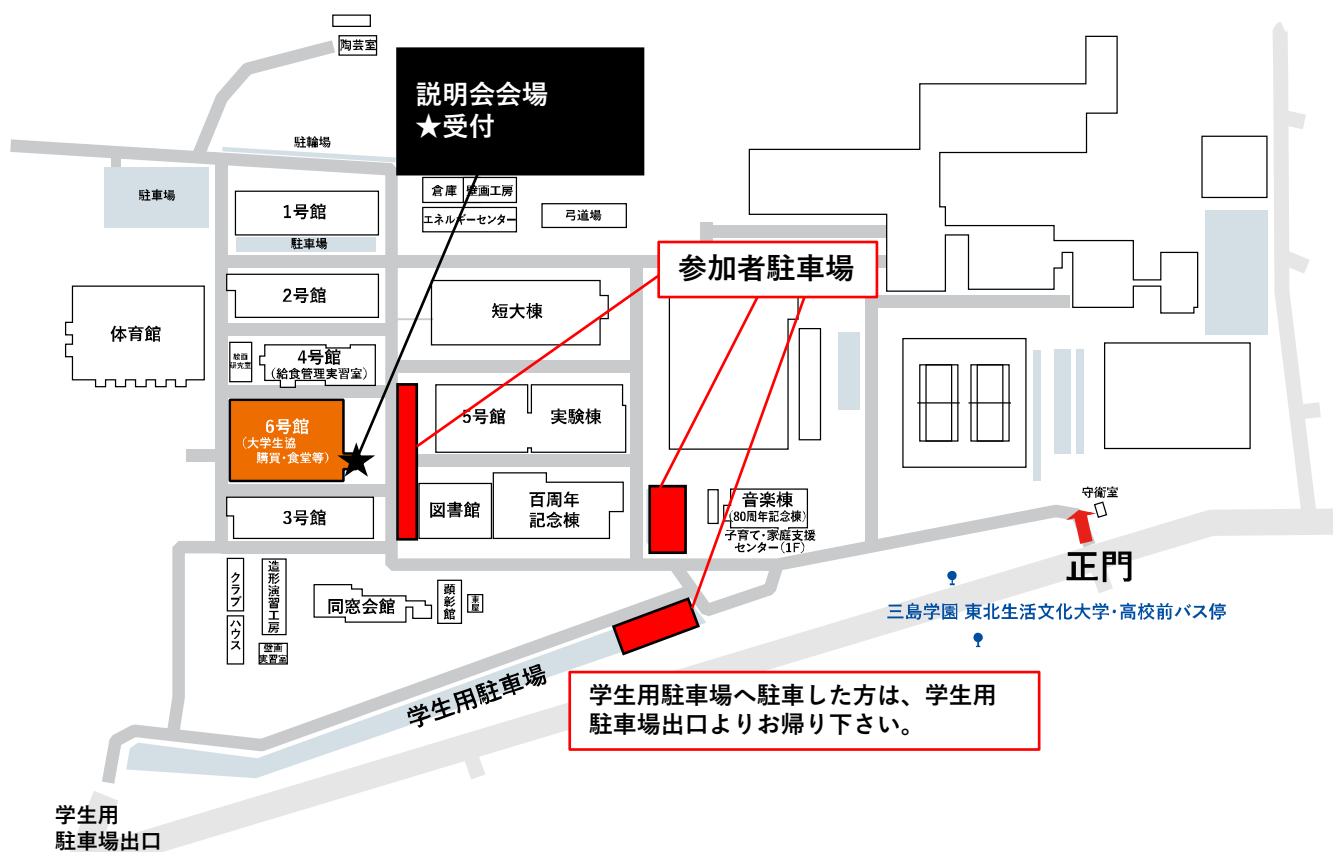 陶芸室
説明会会場
★受付
駐輪場
駐車場
1号館
駐車場
倉庫
壁画工房
エネルギーセンター
弓道場
参加者駐車場
2号館
短大棟
体育館
絵画
研究室
4号館
(給食管理実習室)
6号館
(大学生協
購買・食堂等)
5号館
実験棟
3号館
図書館
百周年
記念棟
音楽棟
(80周年記念棟)
子育て・家庭支援
センター(1F)
守衛室
正門
クラブ
ハウス
造形演習工房
壁画
実習室
同窓会館
顕彰館
東屋
三島学園 東北生活文化大学・高校前バス停
学生用駐車場
学生用駐車場へ駐車した方は、学生用
駐車場出口よりお帰り下さい。
学生用
駐車場出口